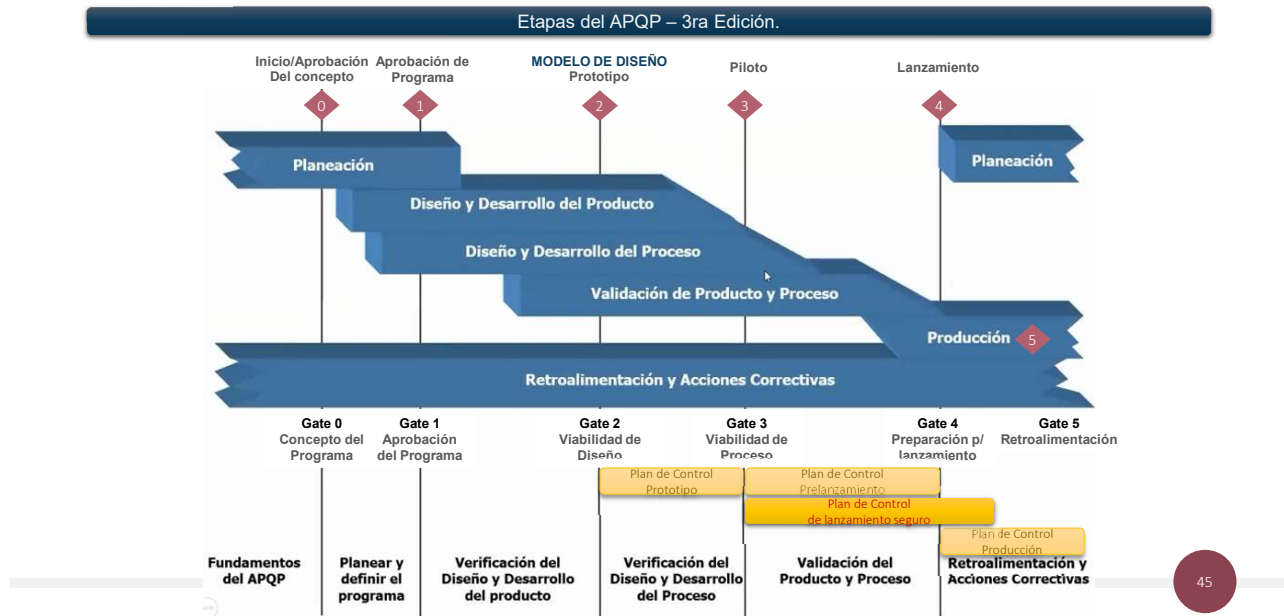 Etapas del APQP – 3ra Edición.
Inicio/Aprobación
Del concepto
Aprobación de
Programa
MODELO DE DISEÑO
Prototipo
Piloto
Lanzamiento
0
1
2
3
4
Planeación
Planeación
Diseño y Desarrollo del Producto
Diseño y Desarrollo del Proceso
Validación de Producto y Proceso
Producción
5
Retroalimentación y Acciones Correctivas
Gate 0
Concepto del
Programa
Gate 1
Aprobación
del Programa
Gate 2
Viabilidad de
Diseño
Gate 3
Viabilidad de
Proceso
Gate 4
Preparación p/
lanzamiento
Gate 5
Retroalimentación
Plan de Control
Prototipo
Plan de Control
Prelanzamiento
Plan de Control
de lanzamiento seguro
Plan de Control
Producción
Fundamentos
del APQP
Planear y
definir el
programa
Verificación del
Diseño y Desarrollo
del producto
Verificación del
Diseño y Desarrollo
del Proceso
Validación del
Producto y Proceso
Retroalimentación y
Acciones Correctivas
45